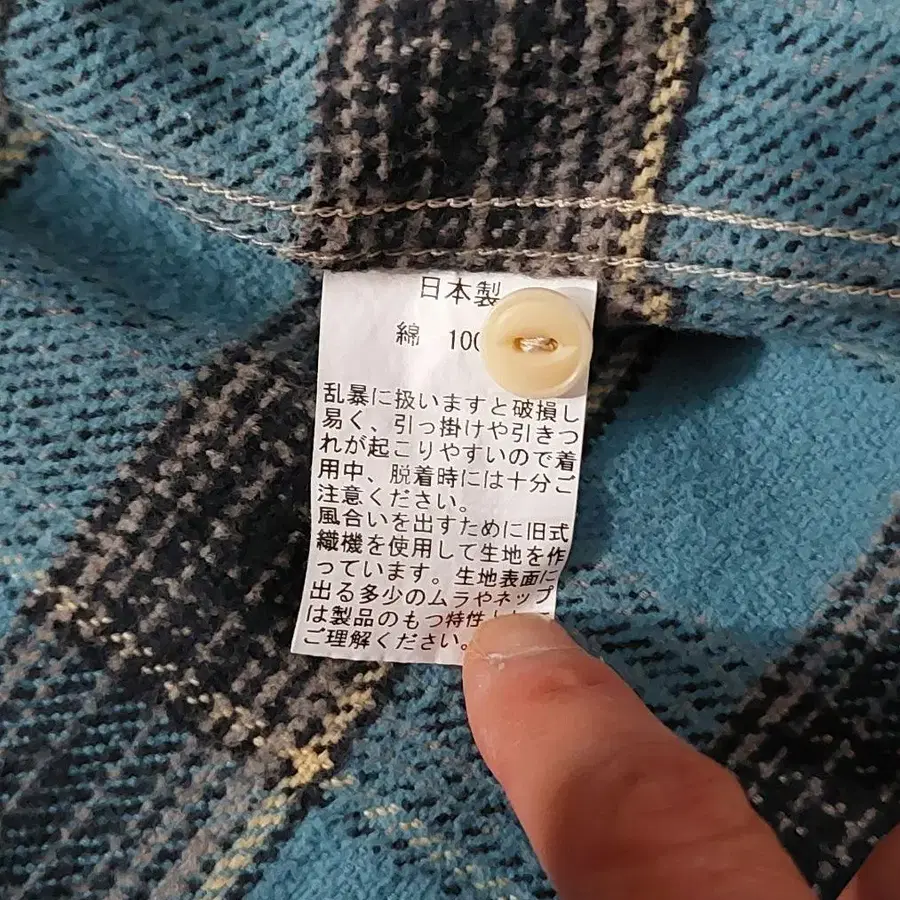 日本製
綿 100
乱暴に扱いますと破損し
易く、引っ掛けや引きつ
れが起こりやすいので着
用中、脱着時には十分ご
注意ください。
風合いを出すために旧式
織機を使用して生地を作
っています。生地表面に
出る多少のムラやネップ
は製品のもつ特性
ご理解ください。